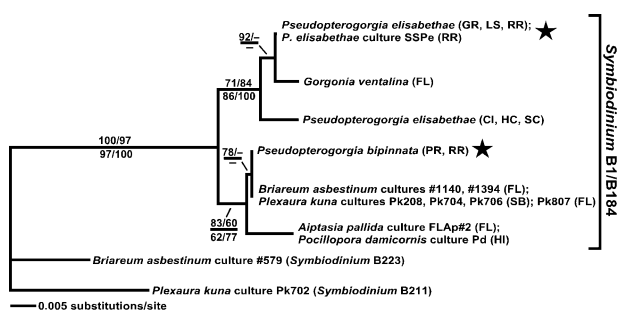 Pseudopterogorgia elisabethae (GR, LS, RR);
P. elisabethae culture SSPe (RR)
92/–
–
Gorgonia ventalina (FL)
71/84
86/100
Pseudopterogorgia elisabethae (CI, HC, SC)
100/97
97/100
78/–
–
Pseudopterogorgia bipinnata (PR, RR)
Briareum asbestinum cultures #1140, #1394 (FL);
Plexaura kuna cultures Pk208, Pk704, Pk706 (SB); Pk807 (FL)
83/60
62/77
Aiptasia pallida culture FLAp#2 (FL);
Pocillopora damicornis culture Pd (HI)
Symbiodinium B1/B184
Briareum asbestinum culture #579 (Symbiodinium B223)
Plexaura kuna culture Pk702 (Symbiodinium B211)
0.005 substitutions/site